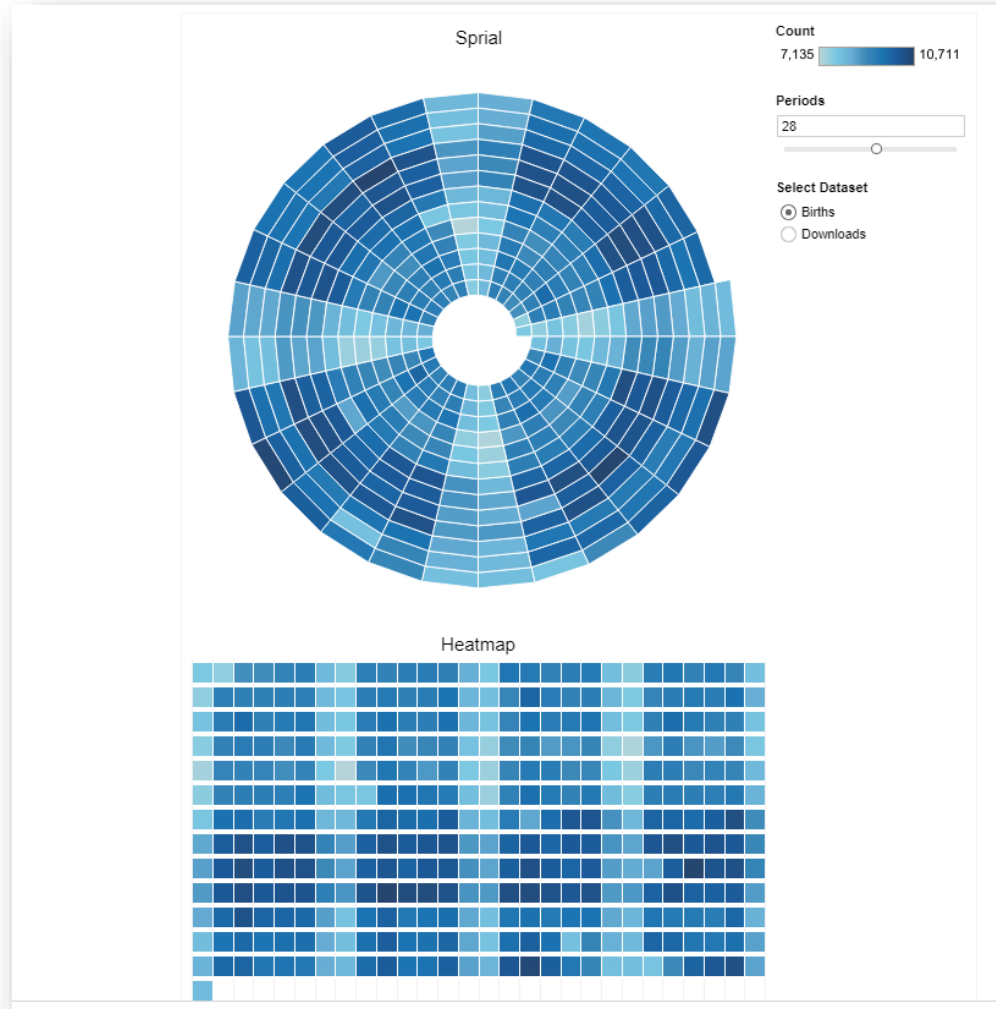 Sprial
Count
7,135 10,711
Periods
28
Select Dataset
Births
Downloads
Heatmap